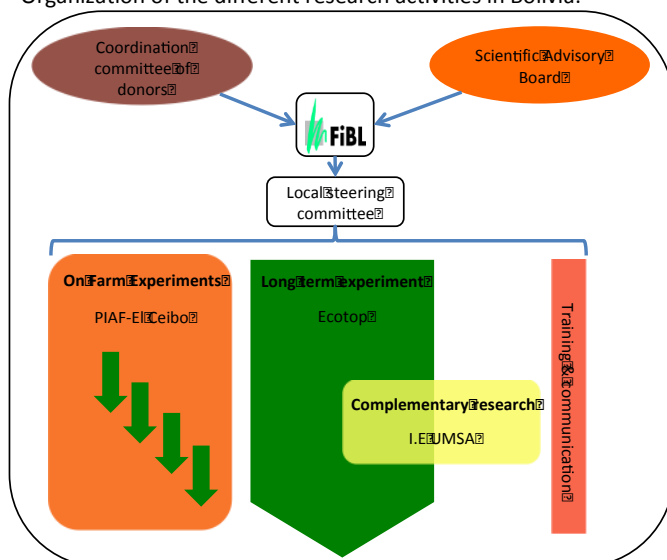 Organization of the different research activities in Bolivia.
Coordination
committee of
donors
Scientific Advisory
Board
FiBL
Local steering
committee
On Farm Experiments
PIAF-El Ceibo
Long term experiment
Ecotop
Complementary research
I.E UMSA
Training & communication